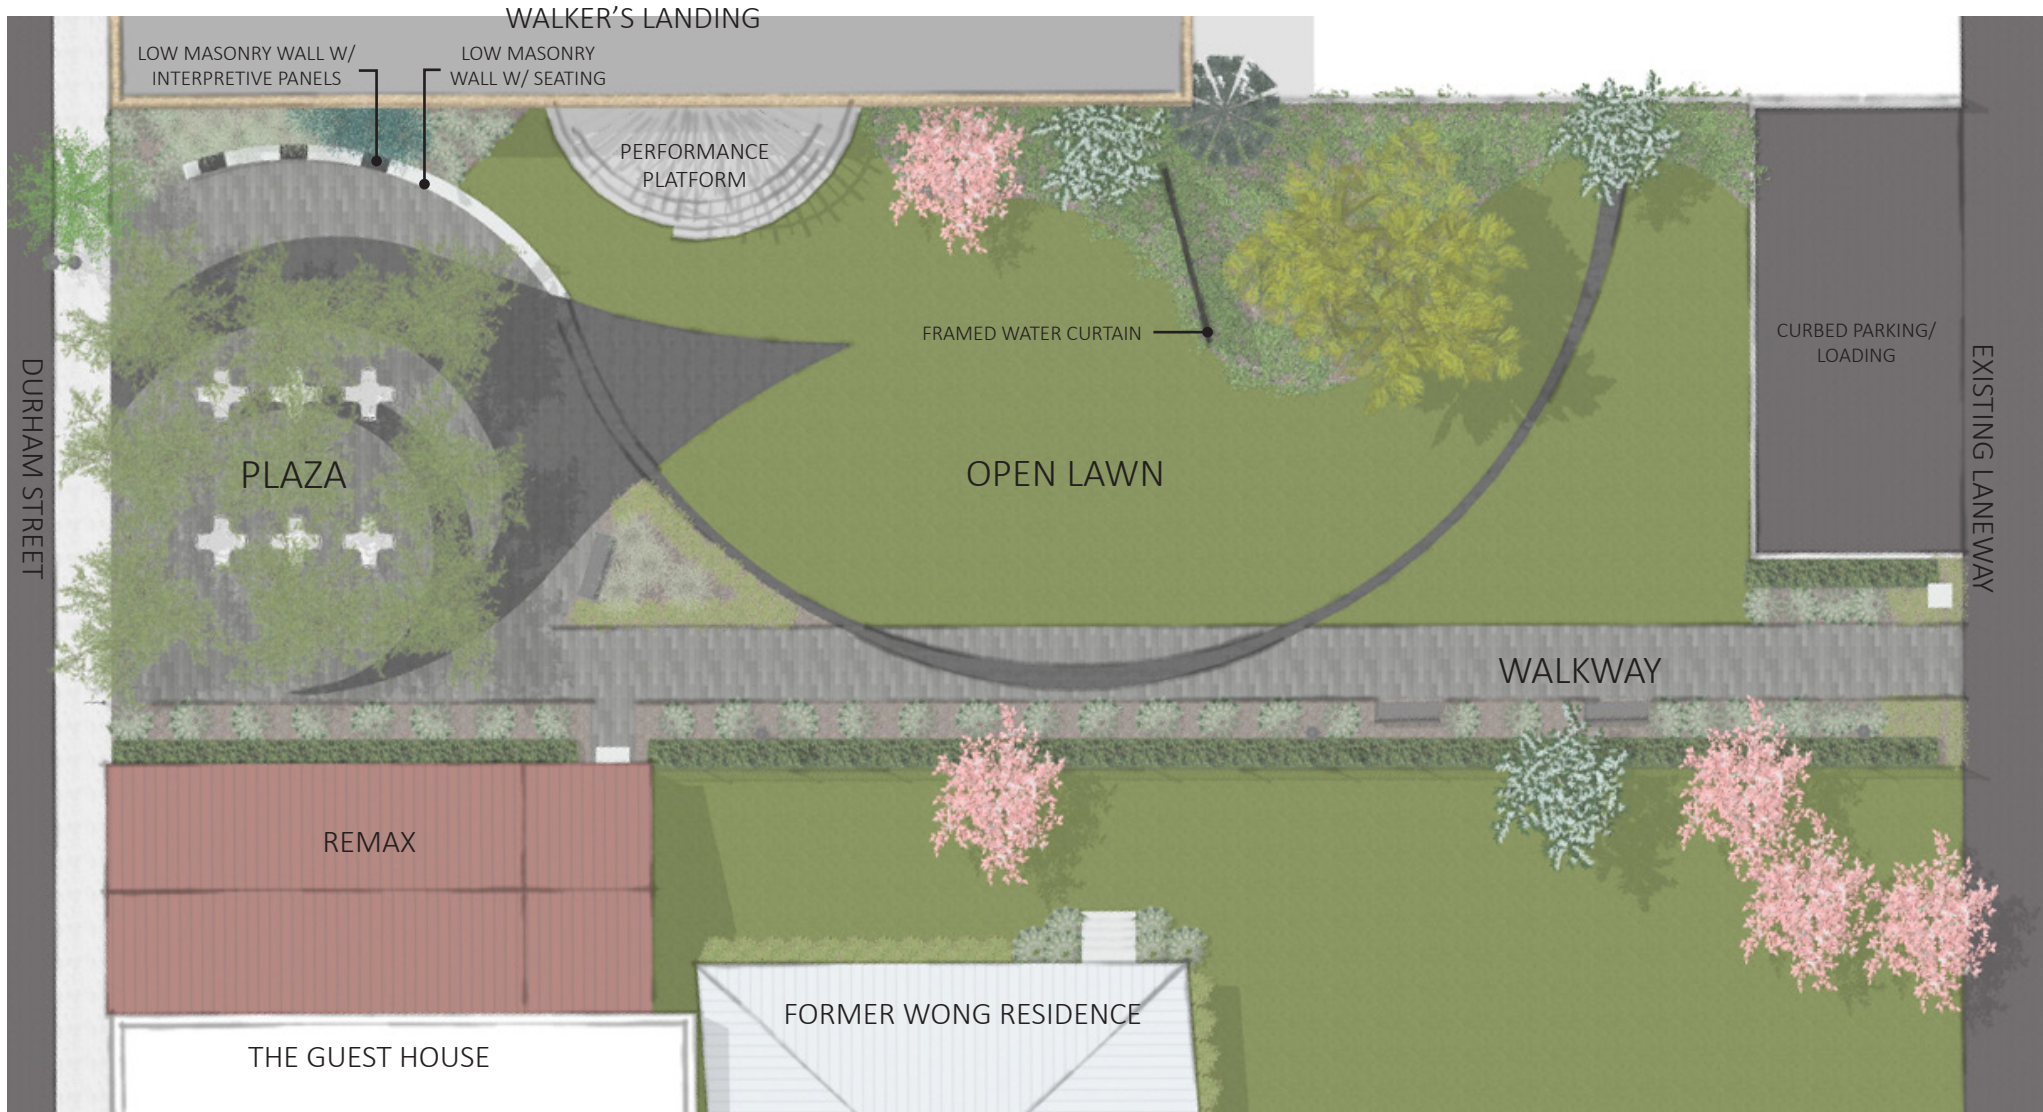 WALKER’S LANDING
LOW MASONRY WALL W/
INTERPRETIVE PANELS
LOW MASONRY
WALL W/ SEATING
PERFORMANCE
PLATFORM
FRAMED WATER CURTAIN
CURBED PARKING/
LOADING
DURHAM STREET
EXISTING LANEWAY
PLAZA
OPEN LAWN
WALKWAY
REMAX
FORMER WONG RESIDENCE
THE GUEST HOUSE